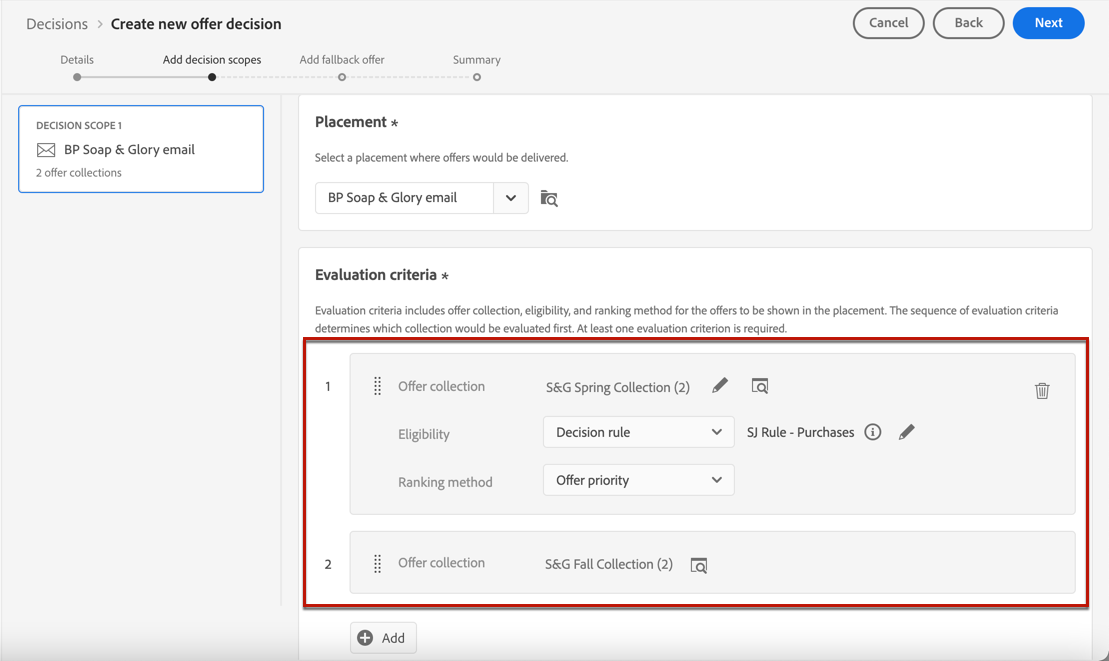 Decisions > Create new offer decision
Cancel
Back
Next
Details
Add decision scopes
Add fallback offer
Summary
DECISION SCOPE 1
BP Soap & Glory email
2 offer collections
Placement *
Select a placement where offers would be delivered.
BP Soap & Glory email
Evaluation criteria *
Evaluation criteria includes offer collection, eligibility, and ranking method for the offers to be shown in the placement. The sequence of evaluation criteria
determines which collection would be evaluated first. At least one evaluation criterion is required.
1
Offer collection
S&G Spring Collection (2)
Eligibility
Decision rule
SJ Rule - Purchases
Ranking method
Offer priority
2
Offer collection
S&G Fall Collection (2)
Add